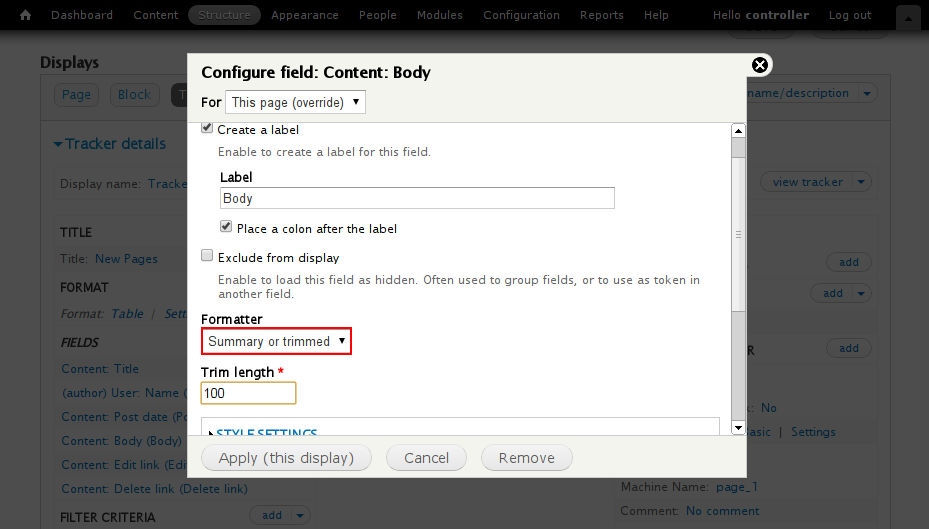 Dashboard Content Structure Appearance People Modules Configuration Reports Help Hello controller Log out
Displays
Page Block T
name/description
Tracker details
Display name: Tracke
view tracker
TITLE
Title: New Pages
add
FORMAT
add
Format: Table | Sett
FIELDS
R add
Content: Title
(author) User: Name (
Content: Post date (Po
k: No
Content: Body (Body)
asic | Settings
Content: Edit link (Edi
Content: Delete link (Delete link)
Machine Name: page_1
FILTER CRITERIA add
Comment: No comment
Configure field: Content: Body
For This page (override)
Create a label
Enable to create a label for this field.
Label
Body
Place a colon after the label
Exclude from display
Enable to load this field as hidden. Often used to group fields, or to use as token in
another field.
Formatter
Summary or trimmed
Trim length *
100
STYLE SETTINGS
Apply (this display) Cancel Remove